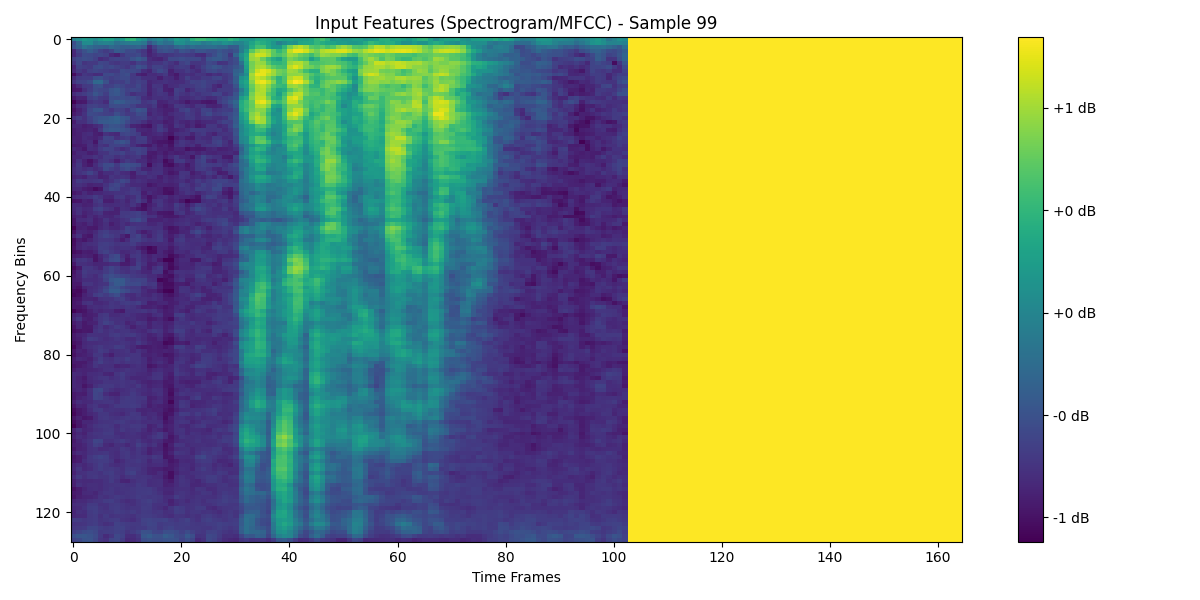 Input Features (Spectrogram/MFCC) - Sample 99
Frequency Bins
0
20
40
60
80
100
120
0 20 40 60 80 100 120 140 160
Time Frames
+1 dB
+0 dB
+0 dB
-0 dB
-1 dB